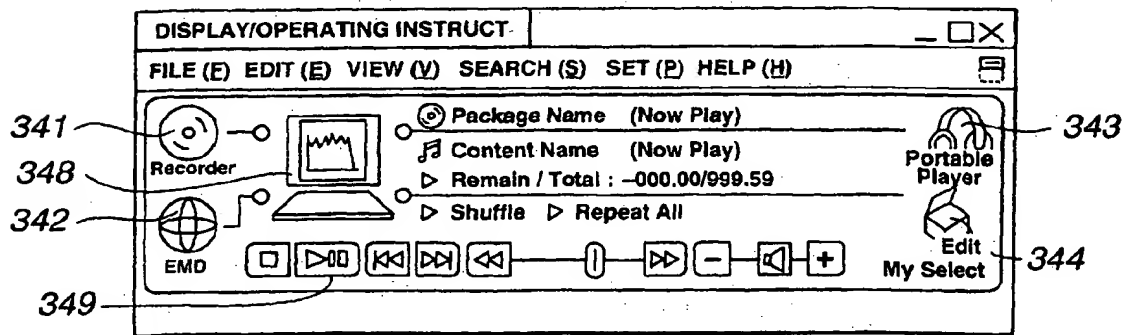 DISPLAY/OPERATING INSTRUCT
FILE (F) EDIT (E) VIEW (V) SEARCH (S) SET (P) HELP (H)
341
Recorder
348
342
EMD
349
Package Name (Now Play)
Content Name (Now Play)
Remain / Total : –000.00/999.59
Shuffle Repeat All
343
Portable
Player
Edit
My Select
344